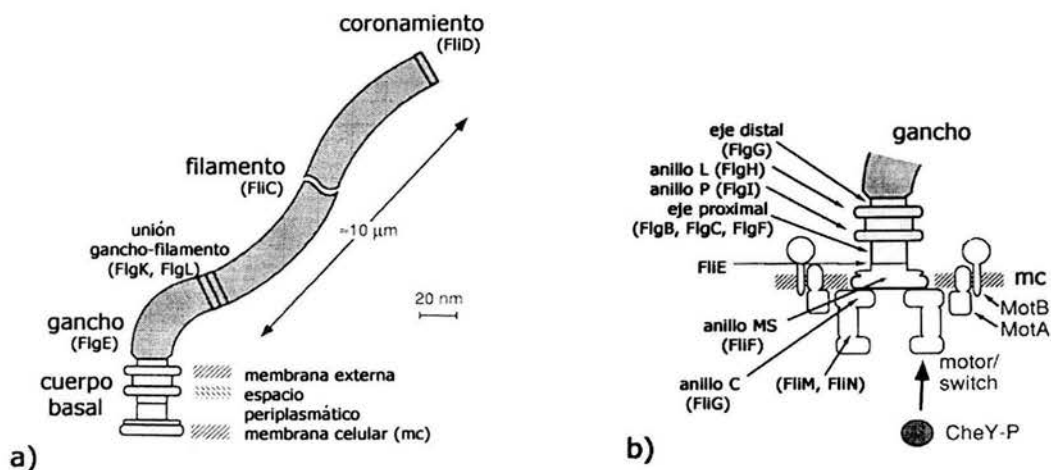 coronamiento
(FliD)
filamento
(FliC)
≈10 μm
unión
gancho-filamento
(FlgK, FlgL)
20 nm
gancho
(FlgE)
cuerpo
basal
membrana externa
espacio
periplasmático
membrana celular (mc)
a)
eje distal
(FlgG)
gancho
anillo L (FlgH)
anillo P (FlgI)
eje proximal
(FlgB, FlgC, FlgF)
FliE
mc
MotB
MotA
anillo MS
(FliF)
motor/
switch
anillo C
(FliG)
(FliM, FliN)
CheY-P
b)